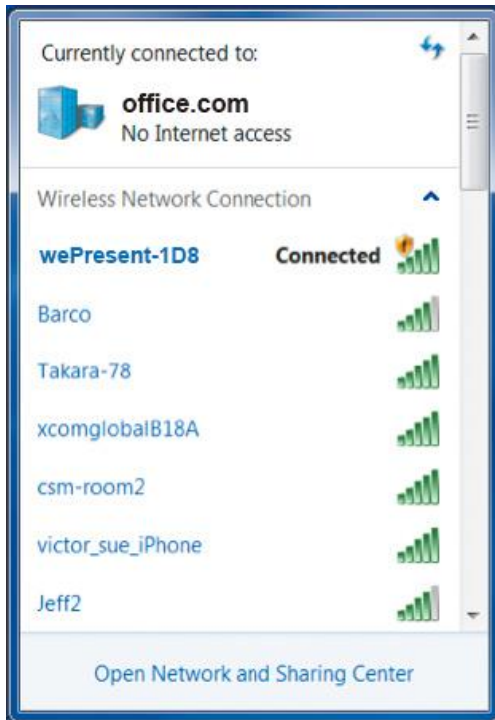 Currently connected to:
office.com
No Internet access
Wireless Network Connection
wePresent-1D8 Connected
Barco
Takara-78
xcomglobalB18A
csm-room2
victor_sue_iPhone
Jeff2
Open Network and Sharing Center